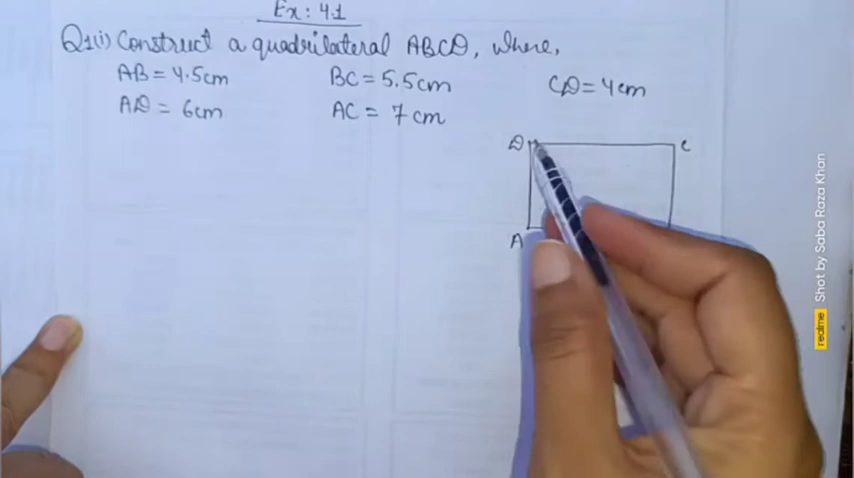 Ex: 4.1
Q1(i) Construct a quadrilateral ABCD, where,
AB = 4.5cm BC = 5.5cm CD = 4cm
AD = 6cm AC = 7cm
D C
A
realme Shot by Saba Raza Khan